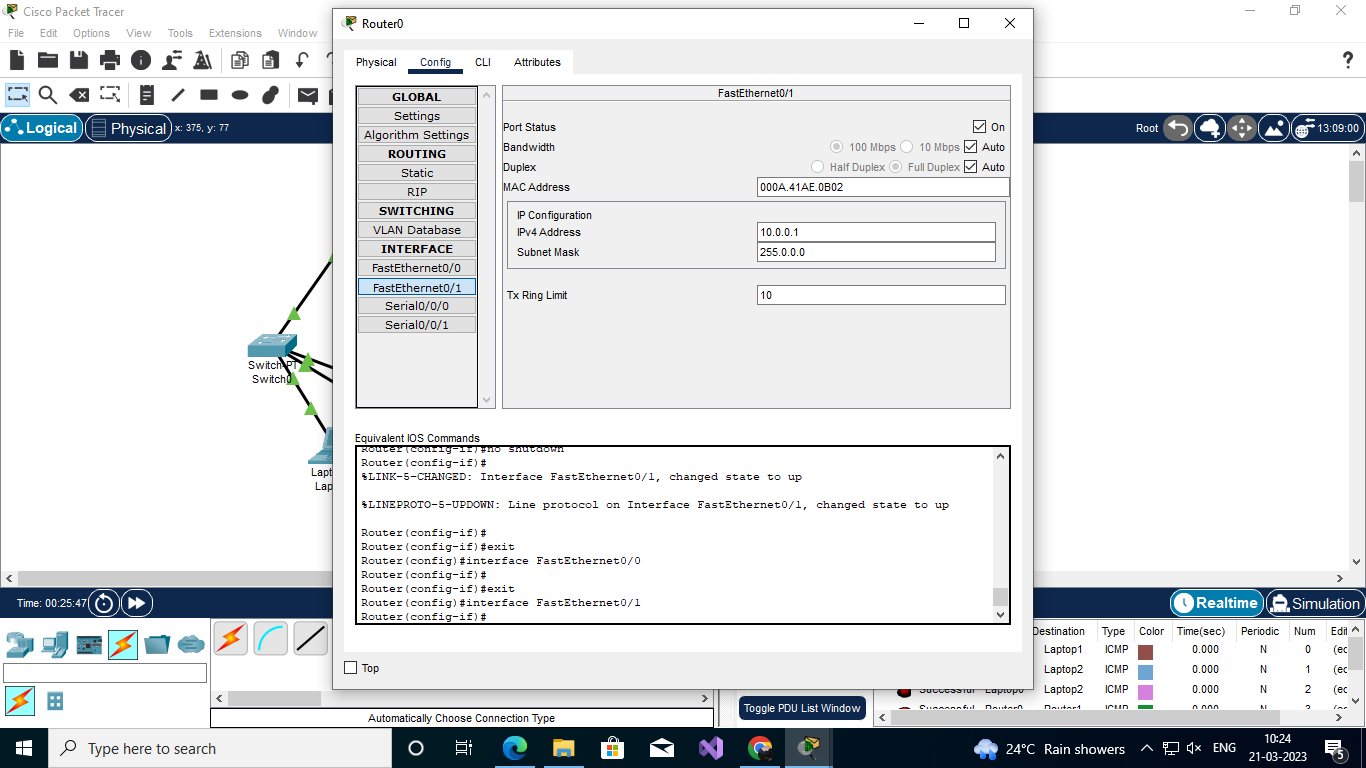 Cisco Packet Tracer
File Edit Options View Tools Extensions Window
Logical
Physical
x: 375, y: 77
Root
13:09:00
Switch-PT
Switch0
Router0
Physical Config CLI Attributes
GLOBAL
Settings
Algorithm Settings
ROUTING
Static
RIP
SWITCHING
VLAN Database
INTERFACE
FastEthernet0/0
FastEthernet0/1
Serial0/0/0
Serial0/0/1
FastEthernet0/1
Port Status On
Bandwidth 100 Mbps 10 Mbps Auto
Duplex Half Duplex Full Duplex Auto
MAC Address 000A.41AE.0B02
IP Configuration
IPv4 Address 10.0.0.1
Subnet Mask 255.0.0.0
Tx Ring Limit 10
Equivalent IOS Commands
Router(config-if)#no shutdown
Router(config-if)#
%LINK-5-CHANGED: Interface FastEthernet0/1, changed state to up
%LINEPROTO-5-UPDOWN: Line protocol on Interface FastEthernet0/1, changed state to up
Router(config-if)#
Router(config-if)#exit
Router(config)#interface FastEthernet0/0
Router(config-if)#
Router(config-if)#exit
Router(config)#interface FastEthernet0/1
Router(config-if)#
Top
Time: 00:25:47
Realtime Simulation
Destination Type Color Time(sec) Periodic Num
Laptop1 ICMP 0.000 N 0
Laptop2 ICMP 0.000 N 1
Successful Laptop0 Laptop2 ICMP 0.000 N 2
Automatically Choose Connection Type
Toggle PDU List Window
Type here to search
24°C Rain showers
ENG
10:24
21-03-2023
5